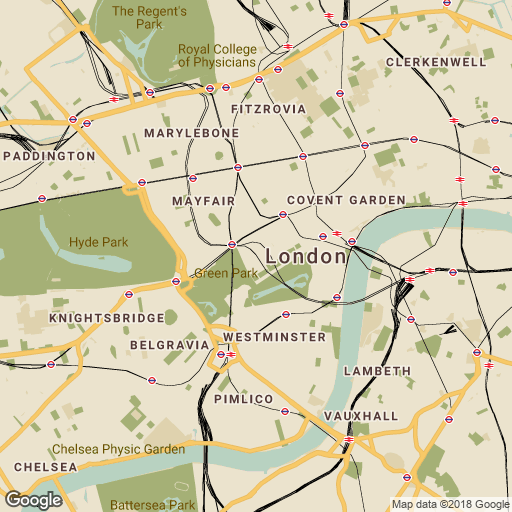 The Regent's
Park
Royal College
of Physicians
CLERKENWELL
FITZROVIA
MARYLEBONE
PADDINGTON
MAYFAIR
COVENT GARDEN
Hyde Park
London
Green Park
KNIGHTSBRIDGE
BELGRAVIA
WESTMINSTER
LAMBETH
PIMLICO
VAUXHALL
Chelsea Physic Garden
CHELSEA
Battersea Park
Google
Google
Map data ©2018 Google